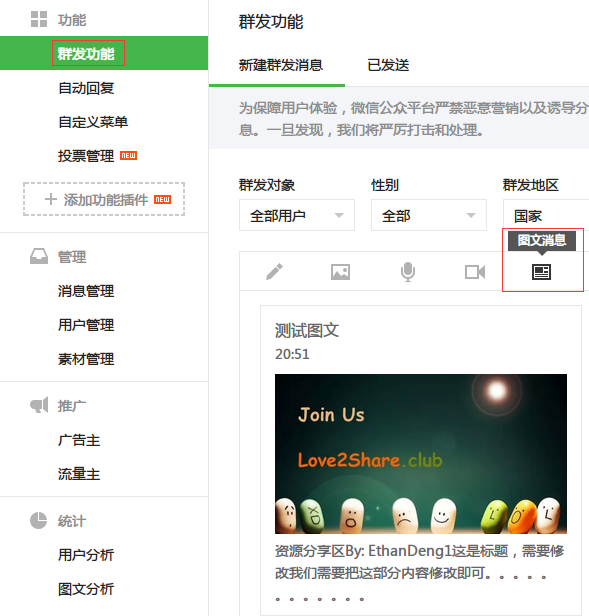 功能
群发功能
自动回复
自定义菜单
投票管理 NEW
添加功能插件 NEW
管理
消息管理
用户管理
素材管理
推广
广告主
流量主
统计
用户分析
图文分析
群发功能
新建群发消息 已发送
为保障用户体验，微信公众平台严禁恶意营销以及诱导分
息。一旦发现，我们将严厉打击和处理。
群发对象 性别 群发地区
全部用户 全部 国家
图文消息
测试图文
20:51
Join Us
Love2Share.club
资源分享区By: EthanDeng1这是标题，需要修
改我们需要把这部分内容修改即可。。。。。
。。。。。。。